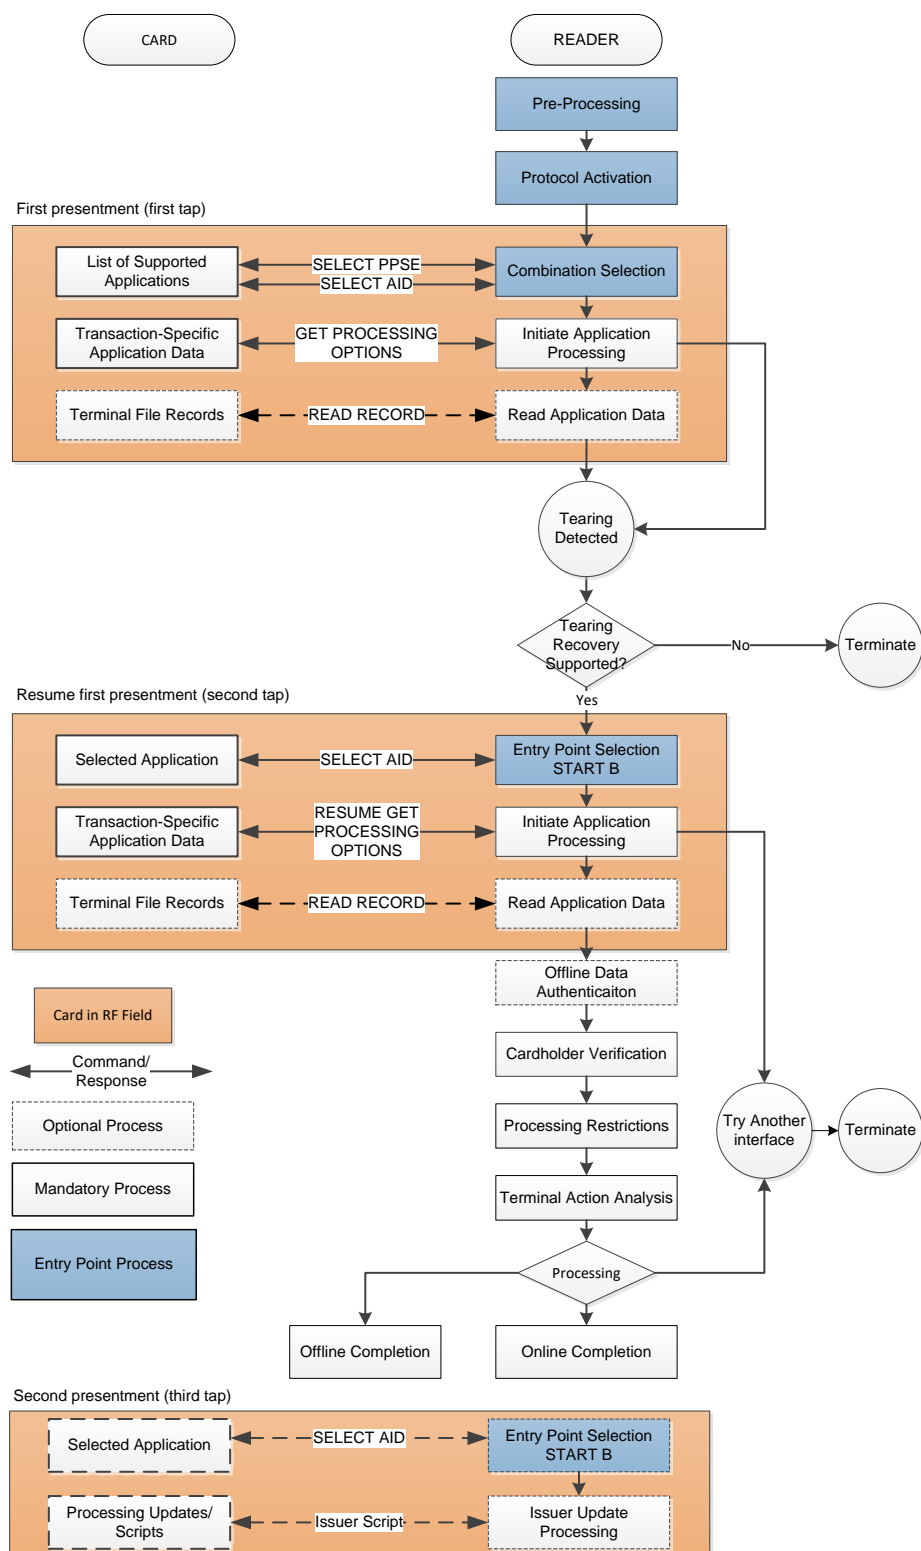 CARD
READER
Pre-Processing
Protocol Activation
First presentment (first tap)
List of Supported
Applications
SELECT PPSE
SELECT AID
Combination Selection
Transaction-Specific
Application Data
GET PROCESSING
OPTIONS
Initiate Application
Processing
Terminal File Records
READ RECORD
Read Application Data
Tearing
Detected
Tearing
Recovery
Supported?
No
Terminate
Yes
Resume first presentment (second tap)
Selected Application
SELECT AID
Entry Point Selection
START B
Transaction-Specific
Application Data
RESUME GET
PROCESSING
OPTIONS
Initiate Application
Processing
Terminal File Records
READ RECORD
Read Application Data
Offline Data
Authenticaiton
Card in RF Field
Command/
Response
Cardholder Verification
Optional Process
Processing Restrictions
Try Another
interface
Terminate
Mandatory Process
Terminal Action Analysis
Entry Point Process
Processing
Offline Completion
Online Completion
Second presentment (third tap)
Selected Application
SELECT AID
Entry Point Selection
START B
Processing Updates/
Scripts
Issuer Script
Issuer Update
Processing